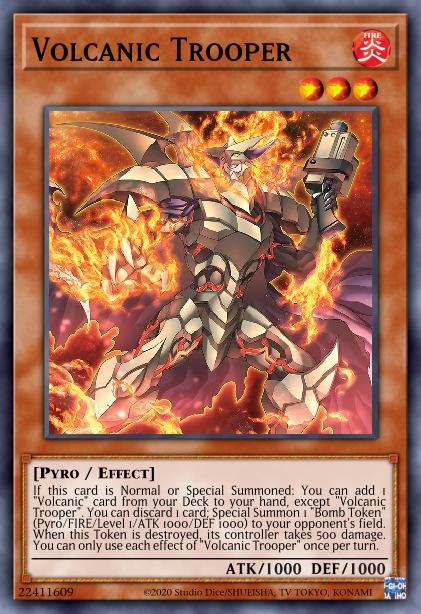 VOLCANIC TROOPER
FIRE
炎
[PYRO / EFFECT]
If this card is Normal or Special Summoned: You can add 1
"Volcanic" card from your Deck to your hand, except "Volcanic
Trooper". You can discard 1 card; Special Summon 1 "Bomb Token"
(Pyro/FIRE/Level 1/ATK 1000/DEF 1000) to your opponent's field.
When this Token is destroyed, its controller takes 500 damage.
You can only use each effect of "Volcanic Trooper" once per turn.
ATK/1000 DEF/1000
22411609
©2020 Studio Dice/SHUEISHA, TV TOKYO, KONAMI